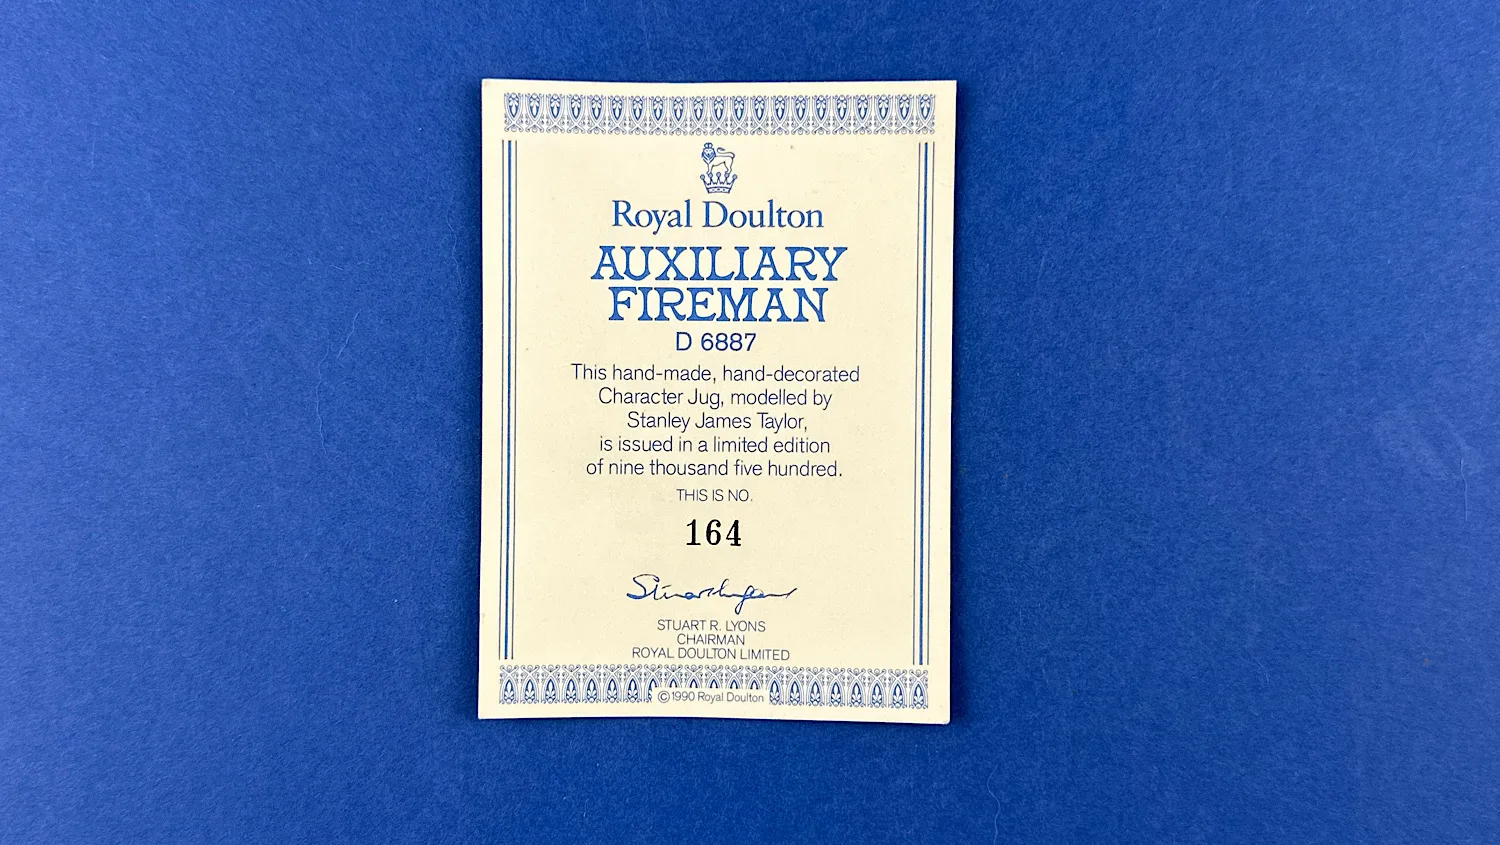 Royal Doulton
AUXILIARY
FIREMAN
D 6887
This hand-made, hand-decorated
Character Jug, modelled by
Stanley James Taylor,
is issued in a limited edition
of nine thousand five hundred.
THIS IS NO.
164
STUART R. LYONS
CHAIRMAN
ROYAL DOULTON LIMITED
© 1990 Royal Doulton